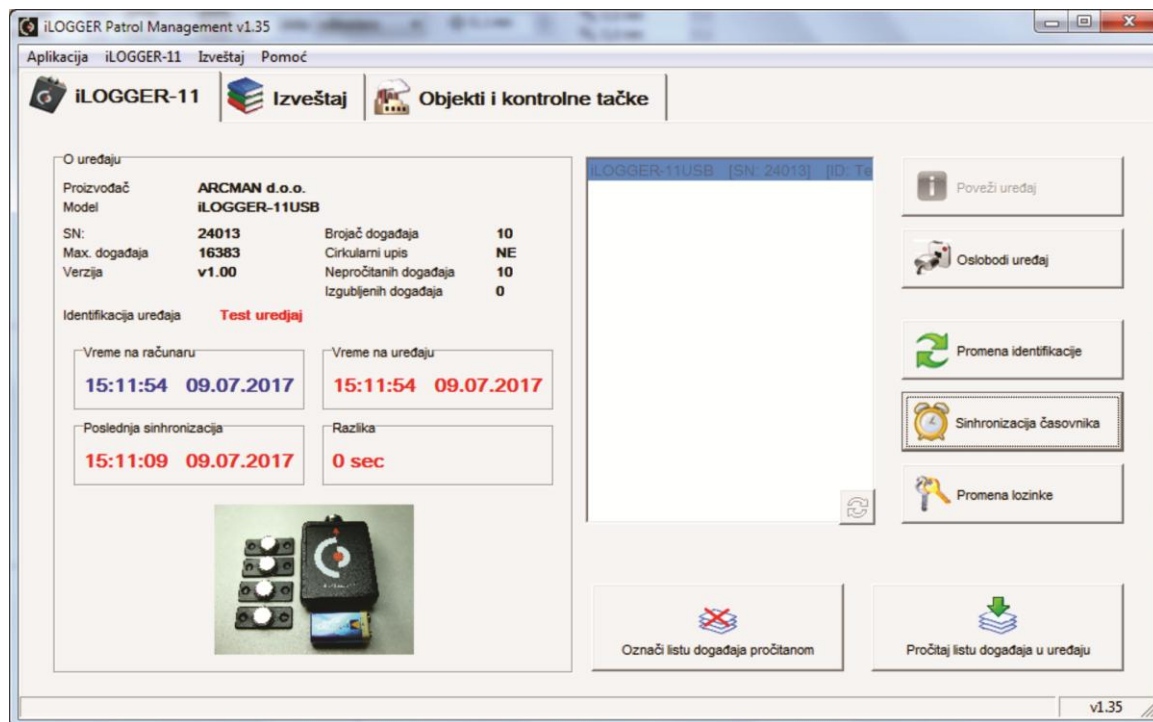 iLOGGER Patrol Management v1.35
Aplikacija iLOGGER-11 Izveštaj Pomoć
iLOGGER-11 Izveštaj Objekti i kontrolne tačke
O uređaju
Proizvođač ARCMAN d.o.o.
Model iLOGGER-11USB
SN: 24013 Brojač događaja 10
Max. događaja 16383 Cirkularni upis NE
Verzija v1.00 Nepročitanih događaja 10
Izgubljenih događaja 0
Identifikacija uređaja Test uredjaj
Vreme na računaru Vreme na uređaju
15:11:54 09.07.2017 15:11:54 09.07.2017
Poslednja sinhronizacija Razlika
15:11:09 09.07.2017 0 sec
iLOGGER-11USB [SN: 24013] [ID: Te
Poveži uređaj
Oslobodi uređaj
Promena identifikacije
Sinhronizacija časovnika
Promena lozinke
Označi listu događaja pročitanom Pročitaj listu događaja u uređaju
v1.35